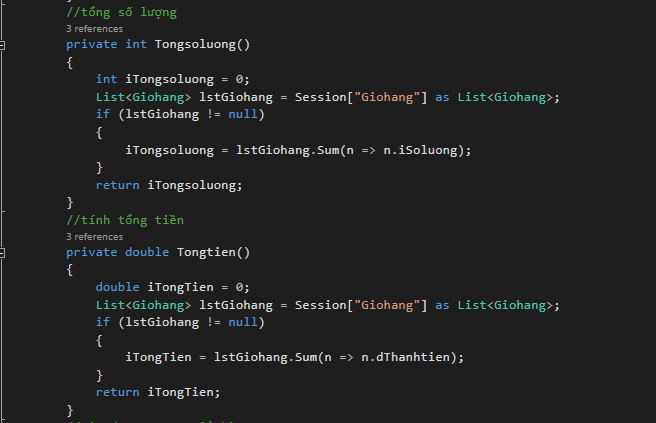 //tổng số lượng
3 references
private int Tongsoluong()
{
int iTongsoluong = 0;
List<Giohang> lstGiohang = Session["Giohang"] as List<Giohang>;
if (lstGiohang != null)
{
iTongsoluong = lstGiohang.Sum(n => n.iSoluong);
}
return iTongsoluong;
}
//tính tổng tiền
3 references
private double Tongtien()
{
double iTongTien = 0;
List<Giohang> lstGiohang = Session["Giohang"] as List<Giohang>;
if (lstGiohang != null)
{
iTongTien = lstGiohang.Sum(n => n.dThanhtien);
}
return iTongTien;
}